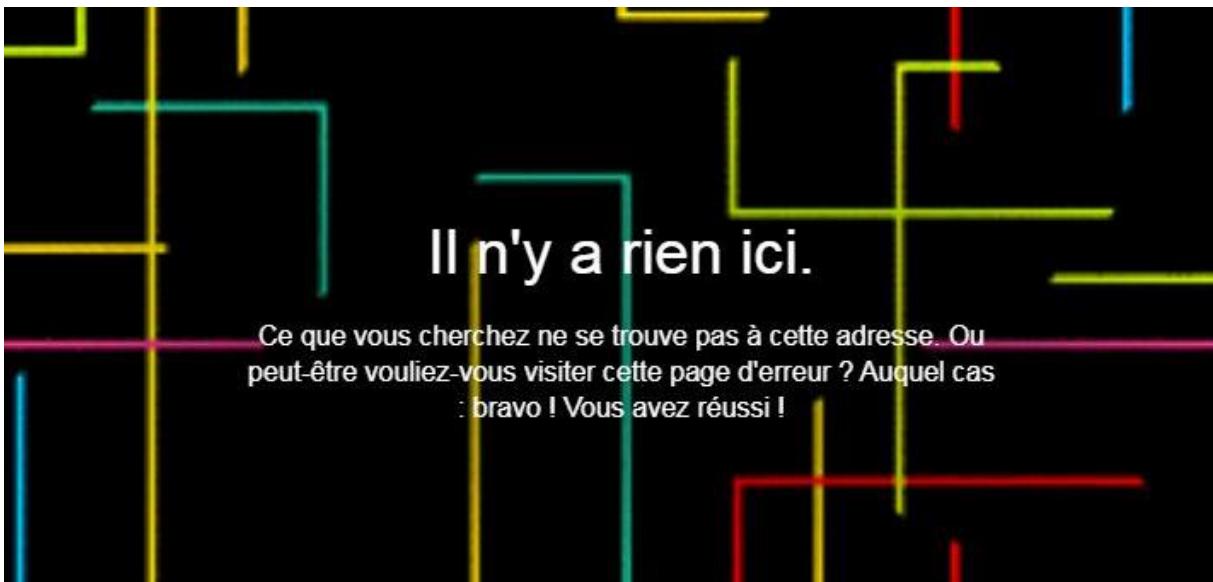 Il n'y a rien ici.
Ce que vous cherchez ne se trouve pas à cette adresse. Ou
peut-être vouliez-vous visiter cette page d'erreur ? Auquel cas
: bravo ! Vous avez réussi !